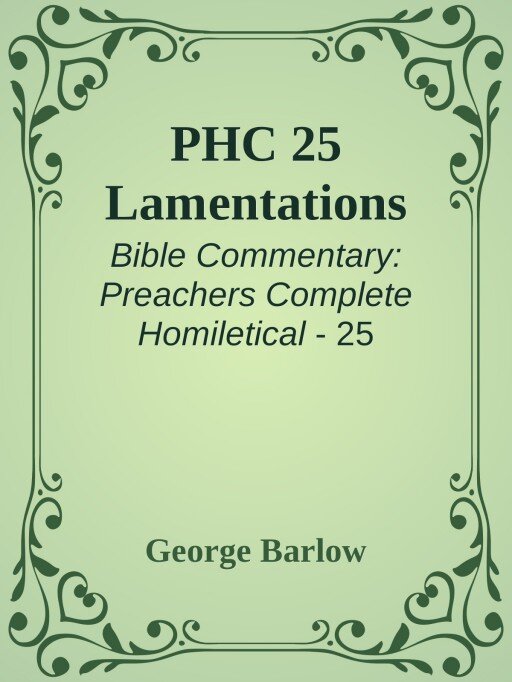 PHC 25
Lamentations
Bible Commentary:
Preachers Complete
Homiletical - 25
George Barlow